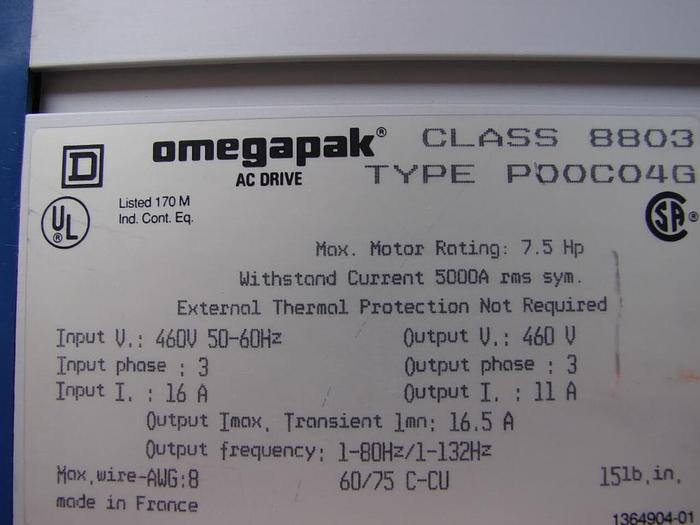 D omegapak® CLASS 8803
AC DRIVE TYPE P00C04G
UL® Listed 170 M
Ind. Cont. Eq.
SA®
Max. Motor Rating: 7.5 Hp
Withstand Current 5000A rms sym.
External Thermal Protection Not Required
Input V.: 460V 50-60Hz Output V.: 460 V
Input phase : 3 Output phase : 3
Input I. : 16 A Output I. : 11 A
Output Imax. Transient 1mn: 16.5 A
Output frequency: 1-80Hz/1-132Hz
Max.wire-AWG:8 60/75 C-CU 15lb.in.
made in France 1364904-01